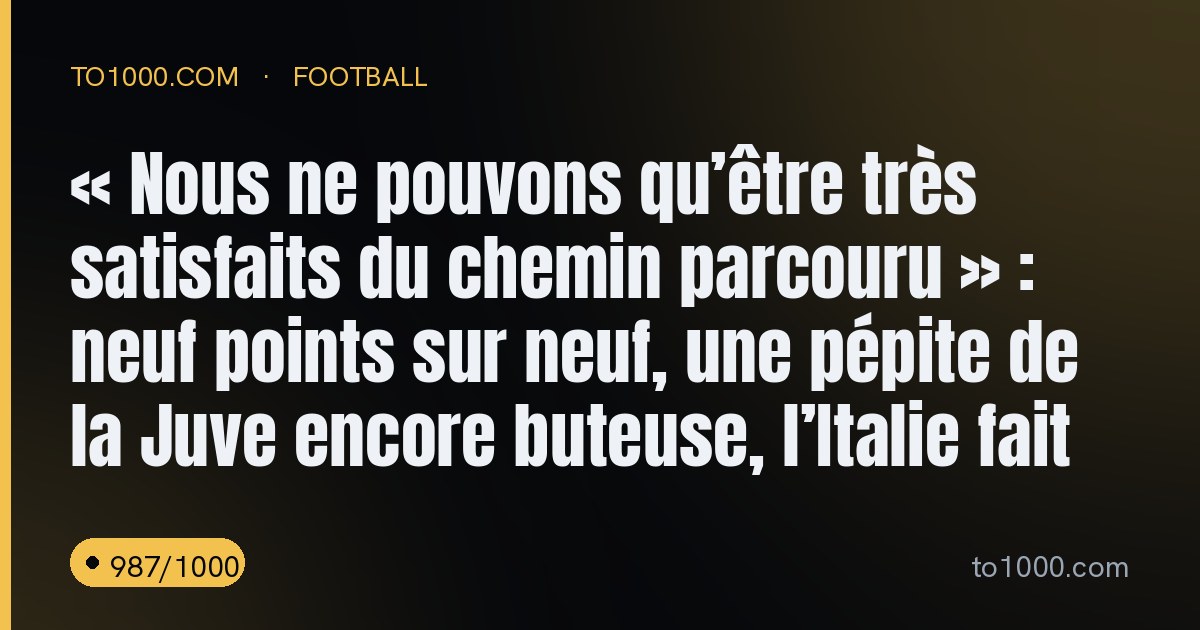 TO1000.COM · FOOTBALL
« Nous ne pouvons qu’être très
satisfaits du chemin parcouru » :
neuf points sur neuf, une pépite de
la Juve encore buteuse, l’Italie fait
987/1000
to1000.com